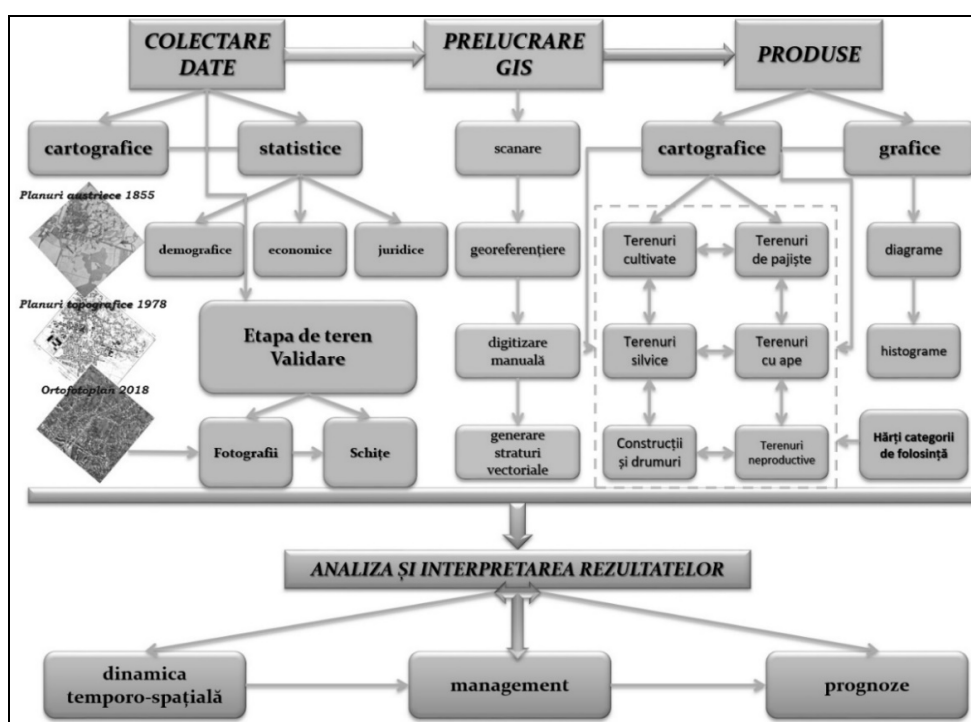 COLECTARE
DATE
PRELUCRARE
GIS
PRODUSE
cartografice
statistice
scanare
cartografice
grafice
Planuri austriece 1855
demografice
economice
juridice
georeferențiere
Terenuri
cultivate
Terenuri
de pajiște
diagrame
Planuri topografice 1978
Etapa de teren
Validare
digitizare
manuală
Terenuri
silvice
Terenuri
cu ape
histograme
Ortofotoplan 2018
Fotografii
Schițe
generare
straturi
vectoriale
Construcții
și drumuri
Terenuri
neproductive
Hărți categorii
de folosință
ANALIZA ȘI INTERPRETAREA REZULTATELOR
dinamica
temporo-spațială
management
prognoze